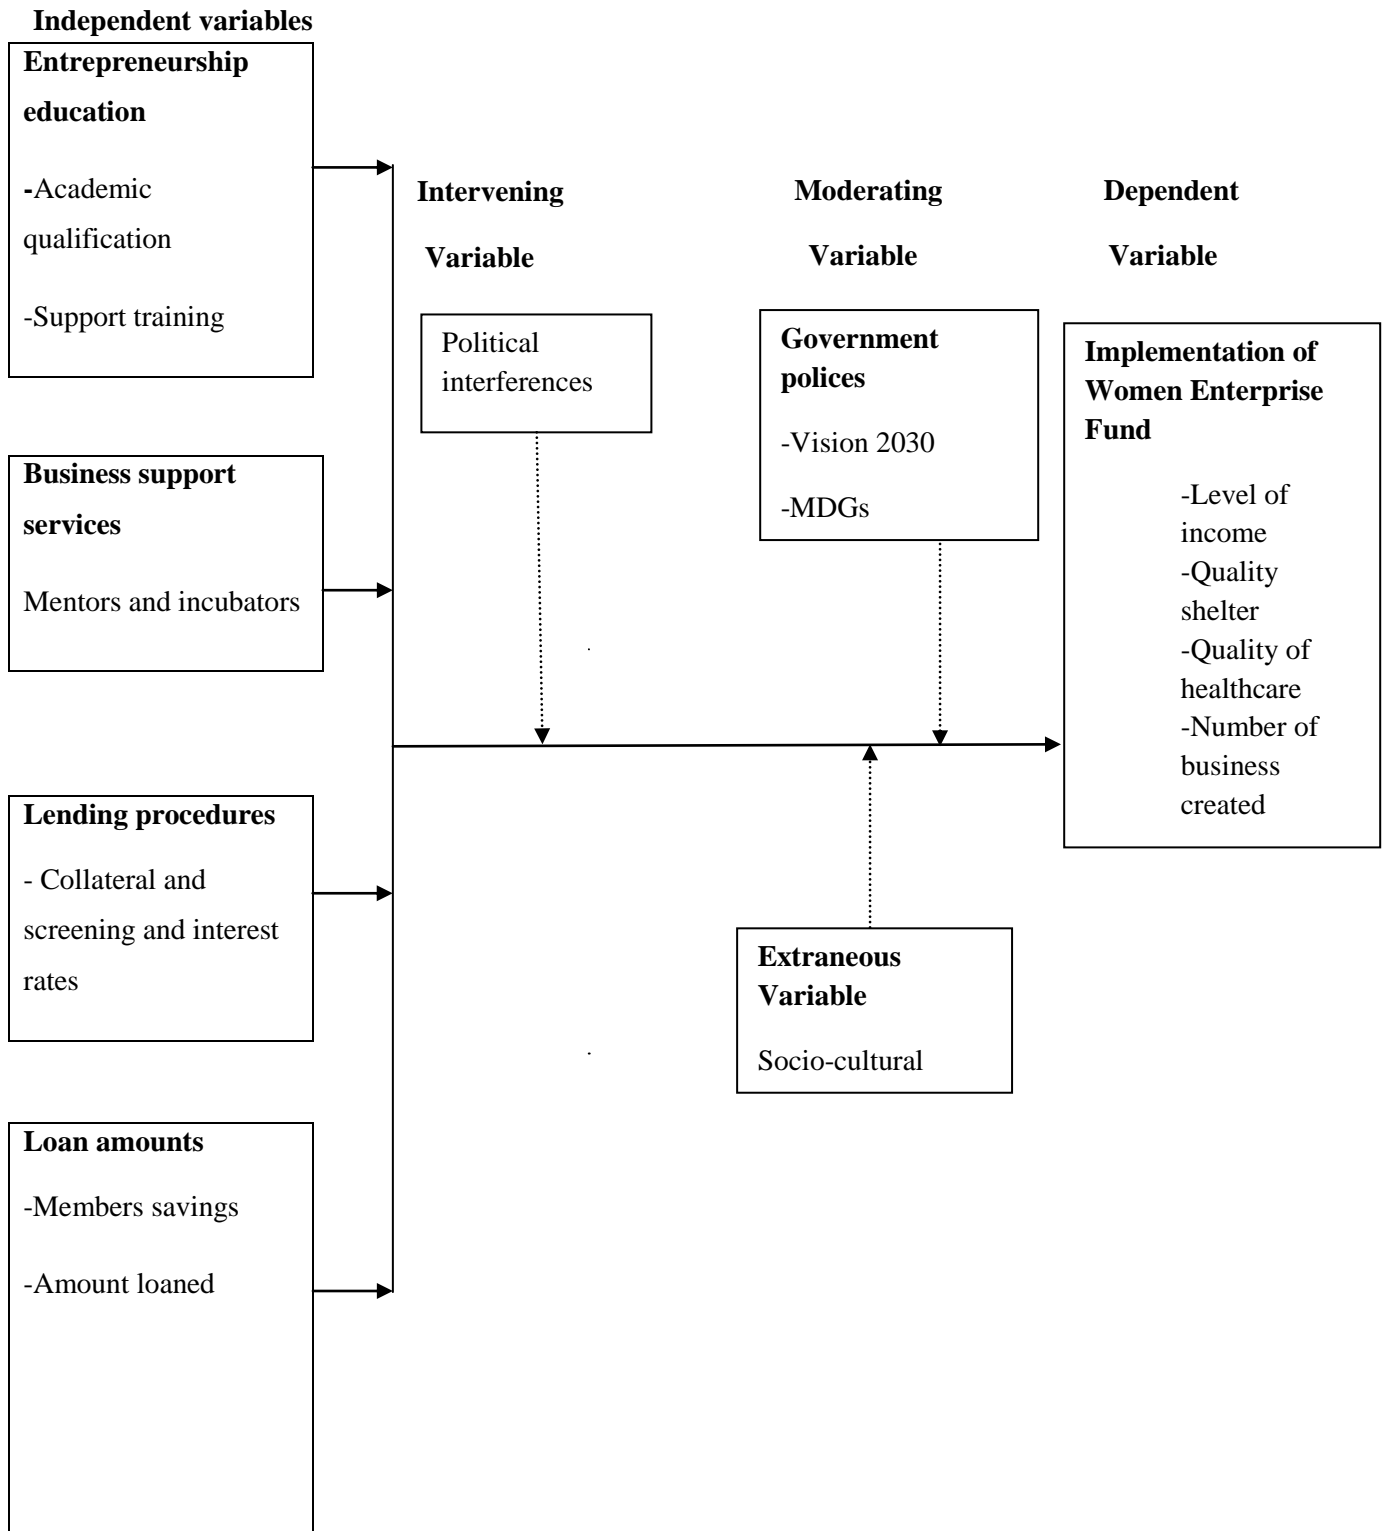 Independent variables
Entrepreneurship
education
-Academic
qualification
-Support training
Business support
services
Mentors and incubators
Lending procedures
- Collateral and
screening and interest
rates
Loan amounts
-Members savings
-Amount loaned
Intervening
Variable
Political
interferences
Moderating
Variable
Government
polices
-Vision 2030
-MDGs
Extraneous
Variable
Socio-cultural
Dependent
Variable
Implementation of
Women Enterprise
Fund
-Level of
income
-Quality
shelter
-Quality of
healthcare
-Number of
business
created